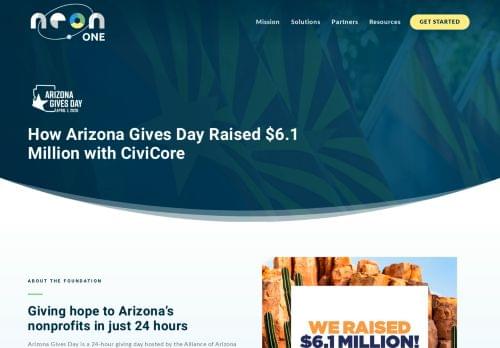 neon
ONE
Mission Solutions Partners Resources GET STARTED
ARIZONA
GIVES DAY
APRIL 7, 2020
How Arizona Gives Day Raised $6.1
Million with CiviCore
ABOUT THE FOUNDATION
Giving hope to Arizona's
nonprofits in just 24 hours
Arizona Gives Day is a 24-hour giving day hosted by the Alliance of Arizona
WE RAISED
$6.1 MILLION!